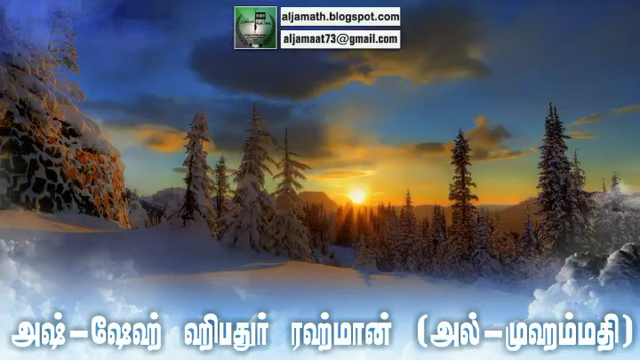 aljamath.blogspot.com
aljamaat73@gmail.com
அஷ்-ஷேஹ் ஹிபதுர் ரஹ்மான் (அல்-முஹம்மதி)